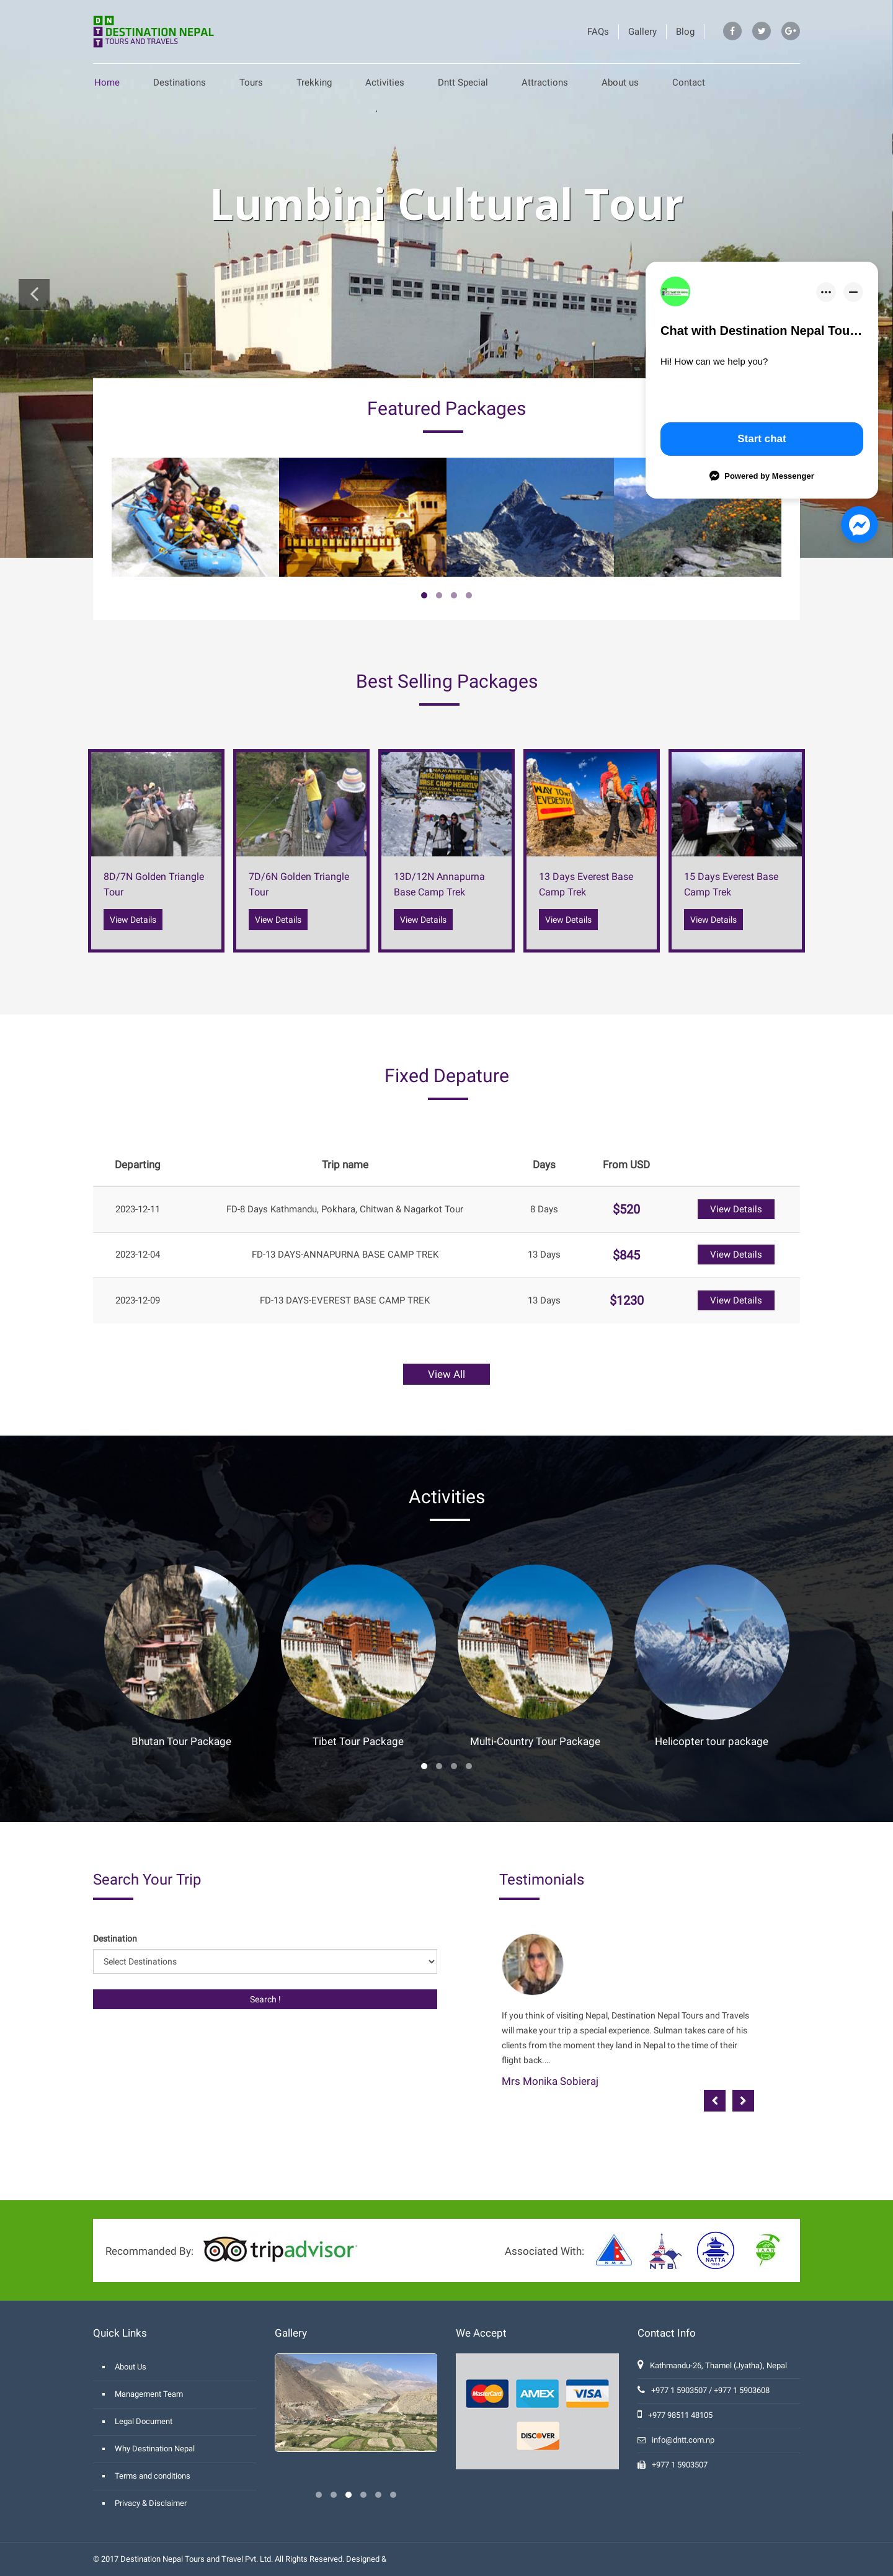 D N
DESTINATION NEPAL
T T TOURS AND TRAVELS
FAQs
Gallery
Blog
Home
Destinations
Tours
Trekking
Activities
Dntt Special
Attractions
About us
Contact
Lumbini Cultural Tour
Chat with Destination Nepal Tou…
Hi! How can we help you?
Start chat
Powered by Messenger
Featured Packages
Best Selling Packages
NAMASTE
AMAZING ANNAPURNA
BASE CAMP HEARTLY
WAY TO
EVEREST B.C
8D/7N Golden Triangle
Tour
View Details
7D/6N Golden Triangle
Tour
View Details
13D/12N Annapurna
Base Camp Trek
View Details
13 Days Everest Base
Camp Trek
View Details
15 Days Everest Base
Camp Trek
View Details
Fixed Depature
Departing Trip name Days From USD
2023-12-11 FD-8 Days Kathmandu, Pokhara, Chitwan & Nagarkot Tour 8 Days $520 View Details
2023-12-04 FD-13 DAYS-ANNAPURNA BASE CAMP TREK 13 Days $845 View Details
2023-12-09 FD-13 DAYS-EVEREST BASE CAMP TREK 13 Days $1230 View Details
View All
Activities
Bhutan Tour Package
Tibet Tour Package
Multi-Country Tour Package
Helicopter tour package
Search Your Trip
Destination
Select Destinations
Search !
Testimonials
If you think of visiting Nepal, Destination Nepal Tours and Travels
will make your trip a special experience. Sulman takes care of his
clients from the moment they land in Nepal to the time of their
flight back....
Mrs Monika Sobieraj
Recommanded By:
tripadvisor
Associated With:
NMA
NTB
NATTA
TAAN
Quick Links
About Us
Management Team
Legal Document
Why Destination Nepal
Terms and conditions
Privacy & Disclaimer
Gallery
We Accept
MasterCard
AMEX
VISA
DISCOVER
Contact Info
Kathmandu-26, Thamel (Jyatha), Nepal
+977 1 5903507 / +977 1 5903608
+977 98511 48105
info@dntt.com.np
+977 1 5903507
© 2017 Destination Nepal Tours and Travel Pvt. Ltd. All Rights Reserved. Designed &